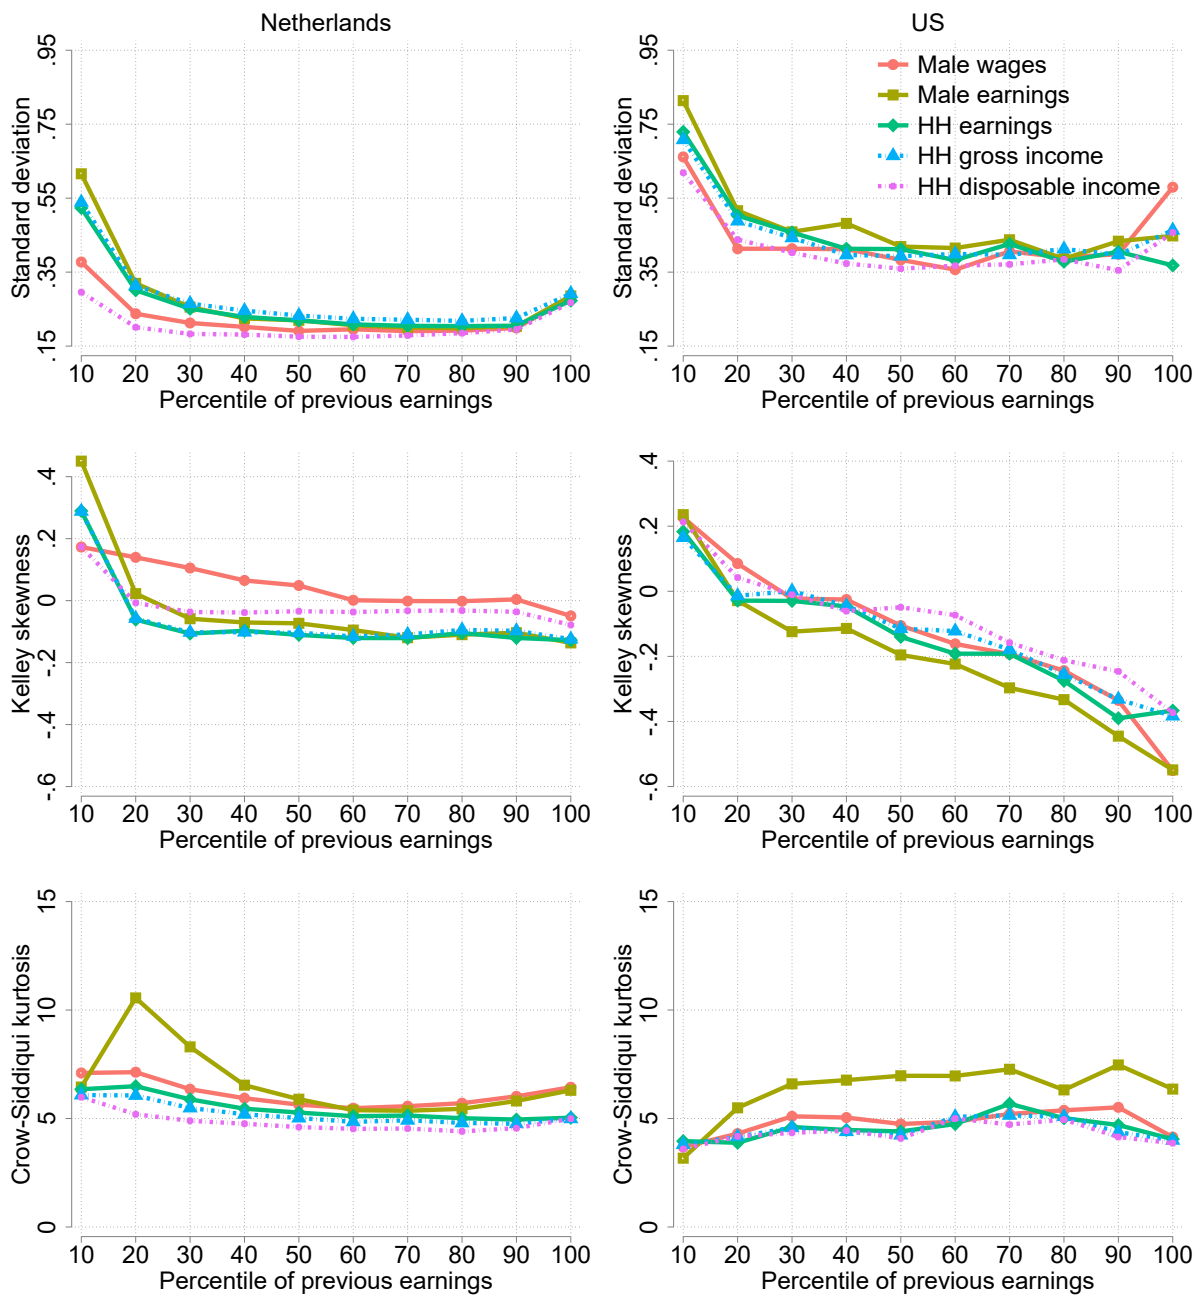 Netherlands
Standard deviation
.95
.75
.55
.35
.15
10 20 30 40 50 60 70 80 90 100
Percentile of previous earnings
US
Standard deviation
.95
.75
.55
.35
.15
Male wages
Male earnings
HH earnings
HH gross income
HH disposable income
10 20 30 40 50 60 70 80 90 100
Percentile of previous earnings
Kelley skewness
.4
.2
0
-.2
-.4
-.6
10 20 30 40 50 60 70 80 90 100
Percentile of previous earnings
Kelley skewness
.4
.2
0
-.2
-.4
-.6
10 20 30 40 50 60 70 80 90 100
Percentile of previous earnings
Crow-Siddiqui kurtosis
15
10
5
0
10 20 30 40 50 60 70 80 90 100
Percentile of previous earnings
Crow-Siddiqui kurtosis
15
10
5
0
10 20 30 40 50 60 70 80 90 100
Percentile of previous earnings